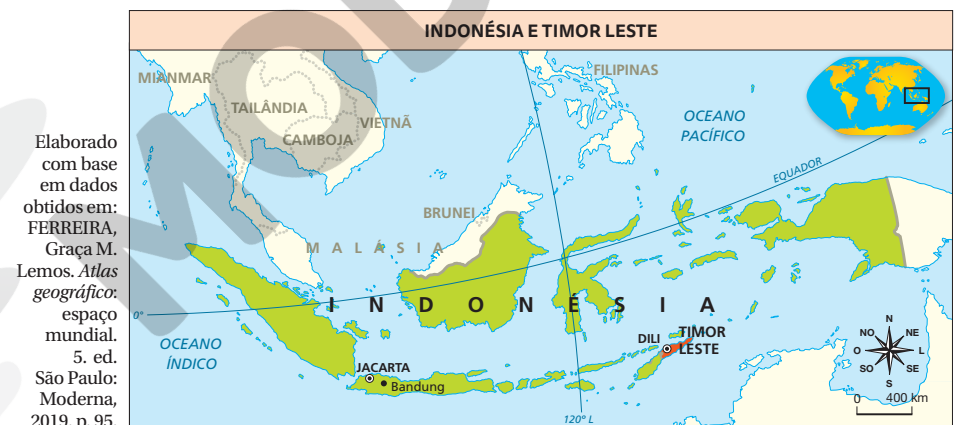 INDONÉSIA E TIMOR LESTE
Elaborado
com base
em dados
obtidos em:
FERREIRA,
Graça M.
Lemos. Atlas
geográfico:
espaço
mundial.
5. ed.
São Paulo:
Moderna,
2019. p. 95.
MIANMAR
TAILÂNDIA
CAMBOJA
VIETNÃ
FILIPINAS
OCEANO
PACÍFICO
EQUADOR
BRUNEI
MALÁSIA
INDONÉSIA
0°
OCEANO
ÍNDICO
JACARTA
Bandung
DILI
TIMOR
LESTE
120° L
N
NO NE
O L
SO SE
S
0 400 km